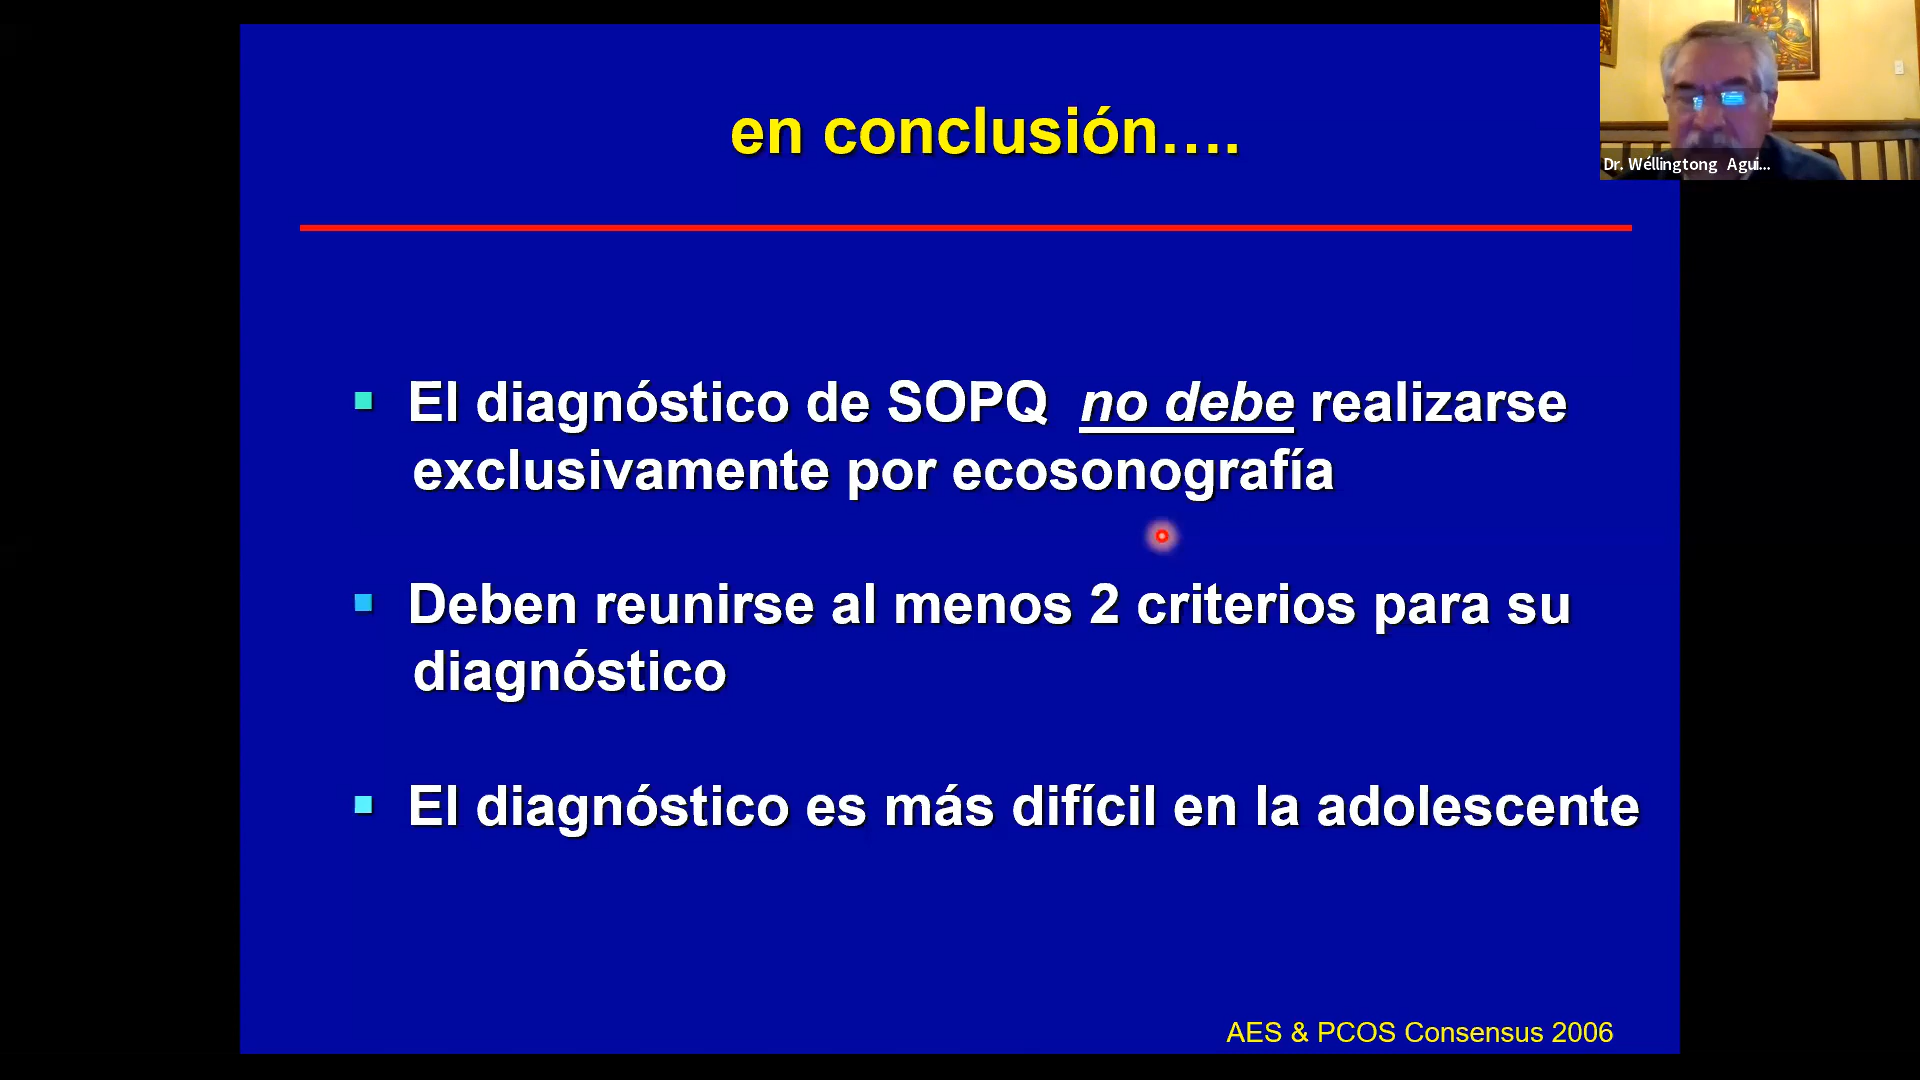 en conclusión....
Dr. Wéllingtong Agui...
▪ El diagnóstico de SOPQ no debe realizarse
exclusivamente por ecosonografía
▪ Deben reunirse al menos 2 criterios para su
diagnóstico
▪ El diagnóstico es más difícil en la adolescente
AES & PCOS Consensus 2006